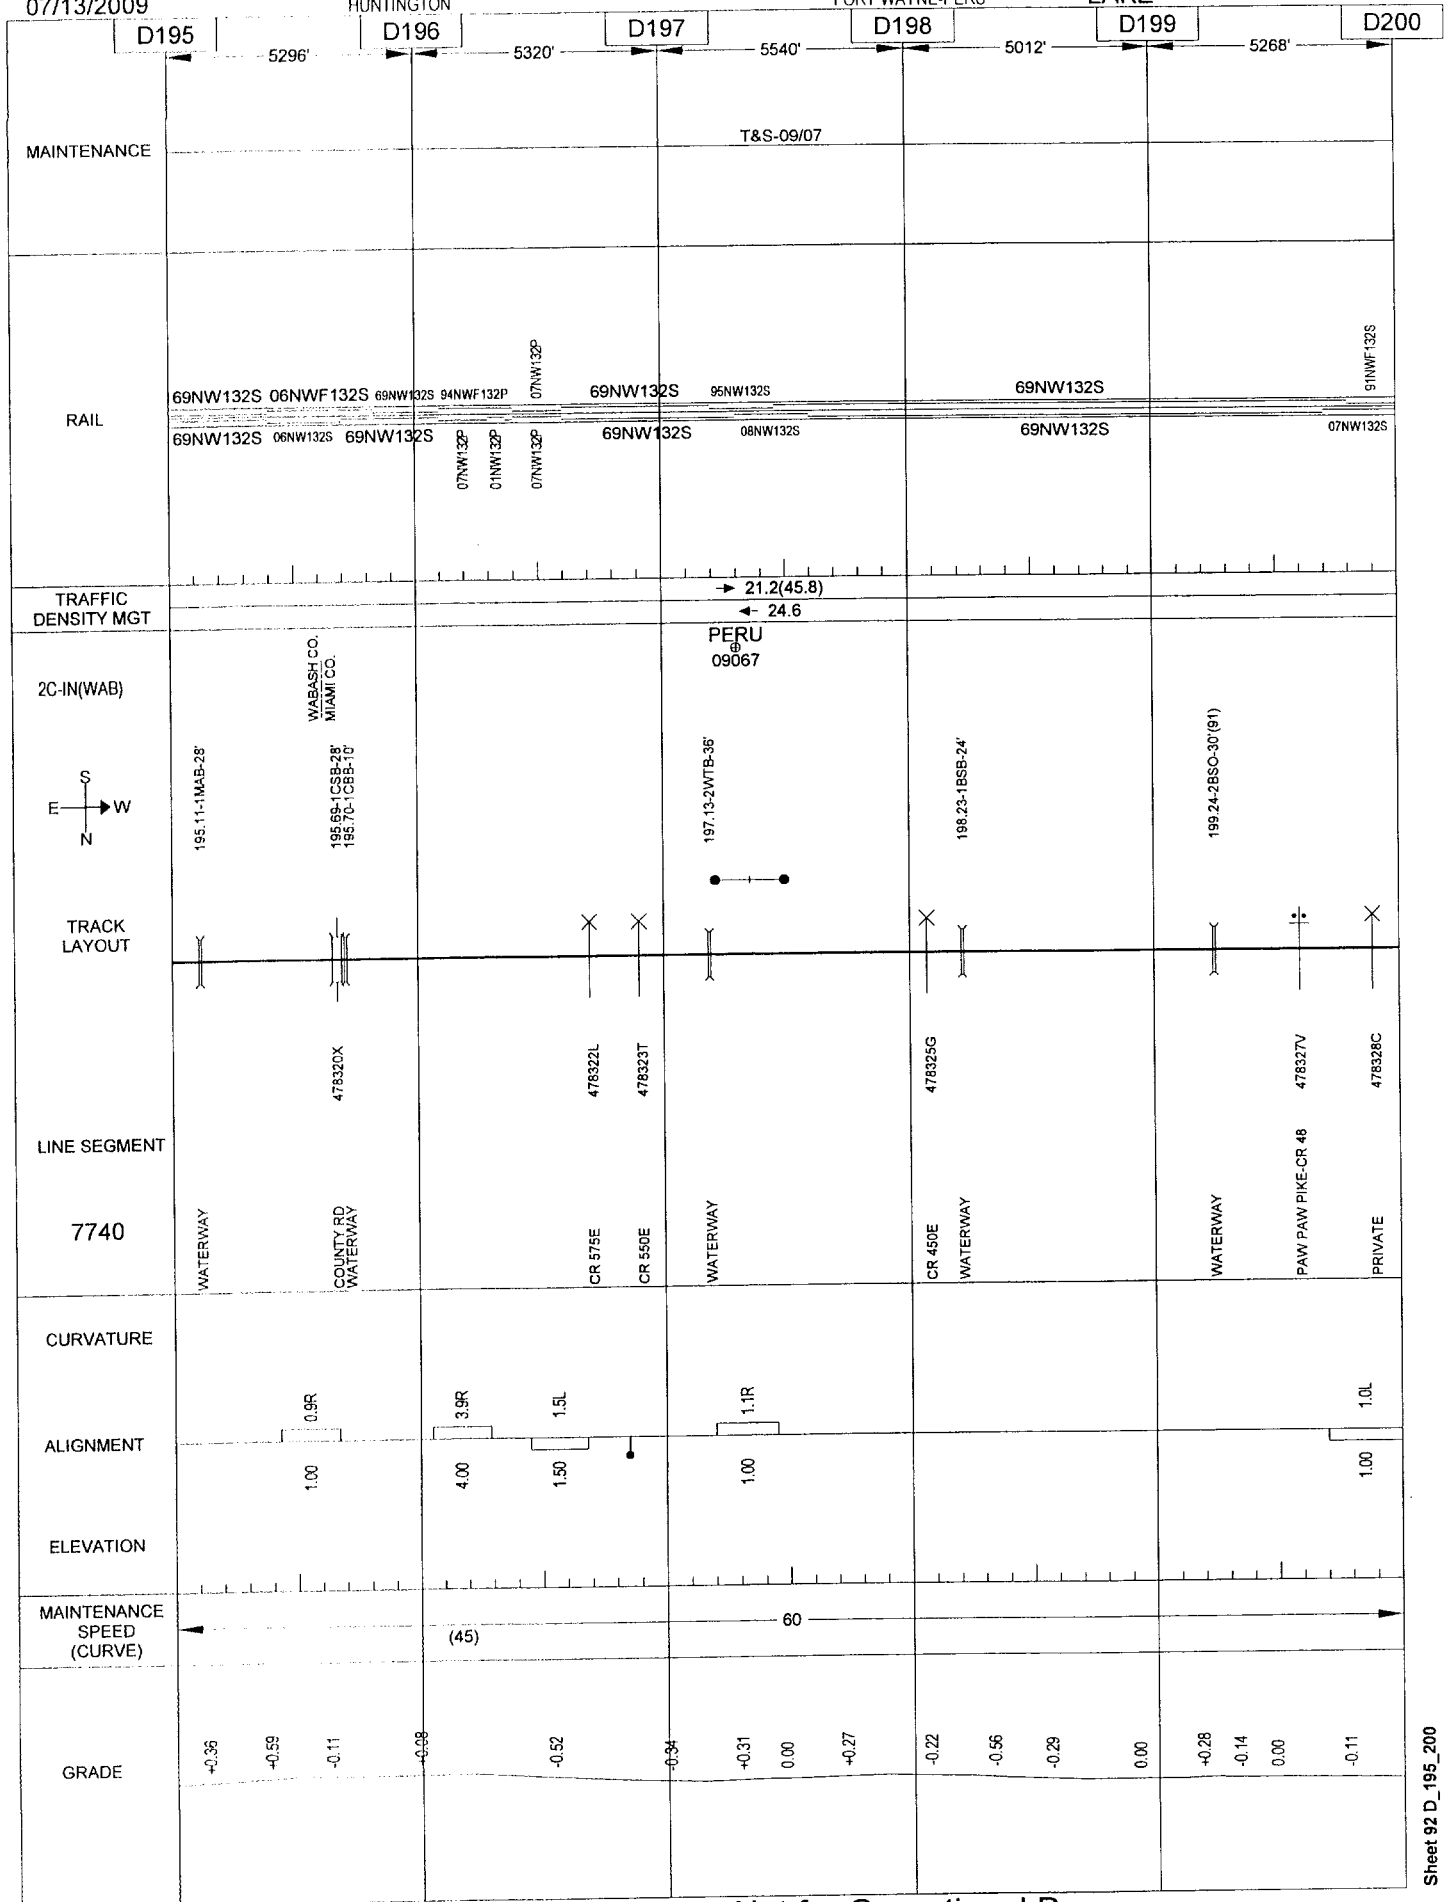 07/13/2009
HUNTINGTON
FORT WAYNE-PERU
D195 D196 D197 D198 D199 D200
5296' 5320' 5540' 5012' 5268'
MAINTENANCE
T&S-09/07
RAIL
69NW132S 06NWF132S 69NW132S 94NWF132P 07NW132P 69NW132S 95NW132S 69NW132S 91NWF132S
69NW132S 06NW132S 69NW132S 07NW132P 01NW132P 07NW132P 69NW132S 08NW132S 69NW132S 07NW132S
TRAFFIC
DENSITY MGT
21.2(45.8)
24.6
2C-IN(WAB)
WABASH CO.
MIAMI CO.
PERU
09067
S
E W
N
195.11-1MAB-28'
195.69-1CSB-28'
195.70-1CBB-10'
197.13-2WTB-36'
198.23-1BSB-24'
199.24-2BSO-30'(91)
TRACK
LAYOUT
478320X
478322L
478323T
478325G
478327V
478328C
LINE SEGMENT
7740
WATERWAY
COUNTY RD
WATERWAY
CR 575E
CR 550E
WATERWAY
CR 450E
WATERWAY
WATERWAY
PAW PAW PIKE-CR 48
PRIVATE
CURVATURE
0.9R 3.9R 1.5L 1.1R 1.0L
ALIGNMENT
1.00 4.00 1.50 1.00 1.00
ELEVATION
MAINTENANCE
SPEED
(CURVE)
60
(45)
GRADE
+0.36 +0.59 -0.11 +0.08 -0.52 -0.34 +0.31 0.00 +0.27 -0.22 -0.56 -0.29 0.00 +0.28 -0.14 0.00 -0.11
Sheet 92 D_195_200